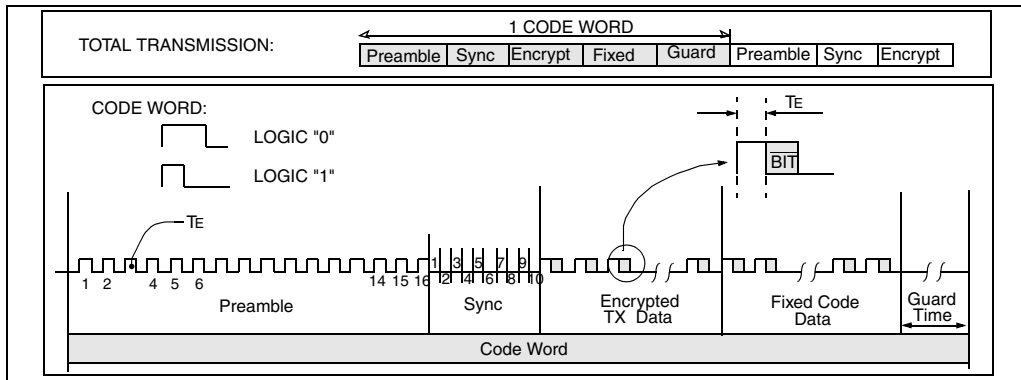 1 CODE WORD
TOTAL TRANSMISSION:
Preamble Sync Encrypt Fixed Guard Preamble Sync Encrypt
CODE WORD:
LOGIC "0"
LOGIC "1"
TE
BIT
TE
1 2 4 5 6 14 15 16
1 3 5 7 9
2 4 6 8 10
Preamble
Sync
Encrypted
TX Data
Fixed Code
Data
Guard
Time
Code Word